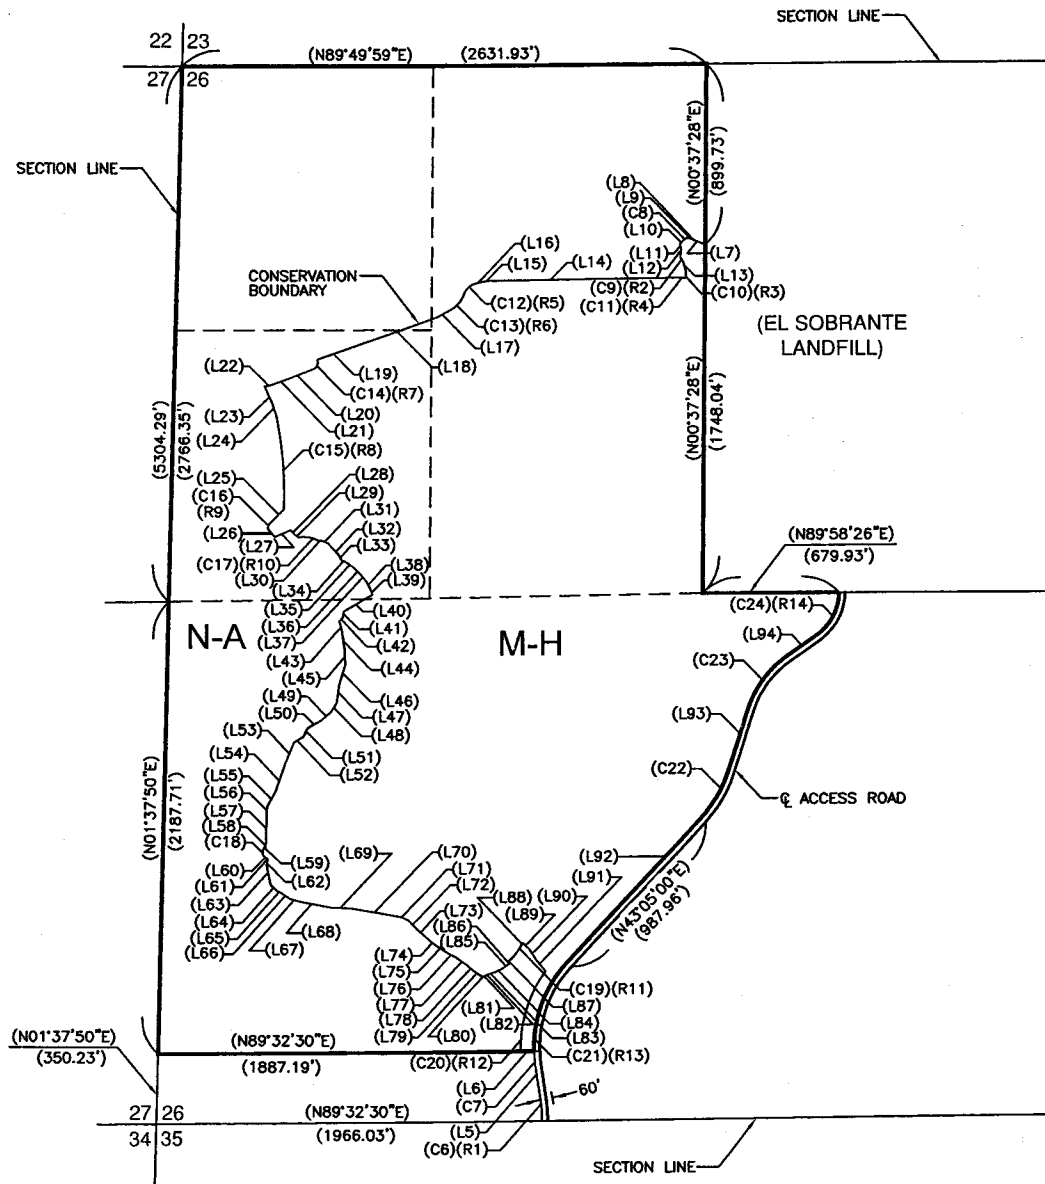 SECTION LINE
22 23
27 26
(N89°49'59"E) (2631.93')
SECTION LINE
(N00°37'28"E)
(899.73')
(L8)
(L9)
(C8)
(L10)
(L11)
(L12)
(L7)
(L13)
(L16)
(L15)
(L14)
(C9)(R2)
(C11)(R4)
(C10)(R3)
CONSERVATION
BOUNDARY
(C12)(R5)
(C13)(R6)
(L17)
(L18)
(EL SOBRANTE
LANDFILL)
(N00°37'28"E)
(1748.04')
(L19)
(C14)(R7)
(L20)
(L21)
(L22)
(L23)
(L24)
(C15)(R8)
(5304.29')
(2766.35')
(L25)
(C16)
(R9)
(L26)
(L27)
(L28)
(L29)
(L31)
(L32)
(L33)
(C17)(R10)
(L30)
(L34)
(L35)
(L36)
(L37)
(L38)
(L39)
(N89°58'26"E)
(679.93')
(L40)
(L41)
(L42)
(L43)
(L44)
(L45)
N-A
M-H
(C24)(R14)
(L94)
(C23)
(L46)
(L47)
(L48)
(L49)
(L50)
(L51)
(L52)
(L93)
(C22)
℄ ACCESS ROAD
(L53)
(L54)
(L55)
(L56)
(L57)
(L58)
(C18)
(L59)
(L60)
(L61)
(L62)
(L63)
(L64)
(L65)
(L66)
(L67)
(L68)
(N01°37'50"E)
(2187.71')
(L69)
(L70)
(L71)
(L72)
(L73)
(L88)
(L90)
(L91)
(L92)
(L86)
(L89)
(L85)
(N43°05'00"E)
(987.96')
(L74)
(L75)
(L76)
(L77)
(L78)
(L79)
(L80)
(L81)
(L82)
(C19)(R11)
(L87)
(L84)
(L83)
(C21)(R13)
(C20)(R12)
(N01°37'50"E)
(350.23')
(N89°32'30"E)
(1887.19')
(L6)
(C7)
60'
27 26
34 35
(N89°32'30"E)
(1966.03')
(L5)
(C6)(R1)
SECTION LINE